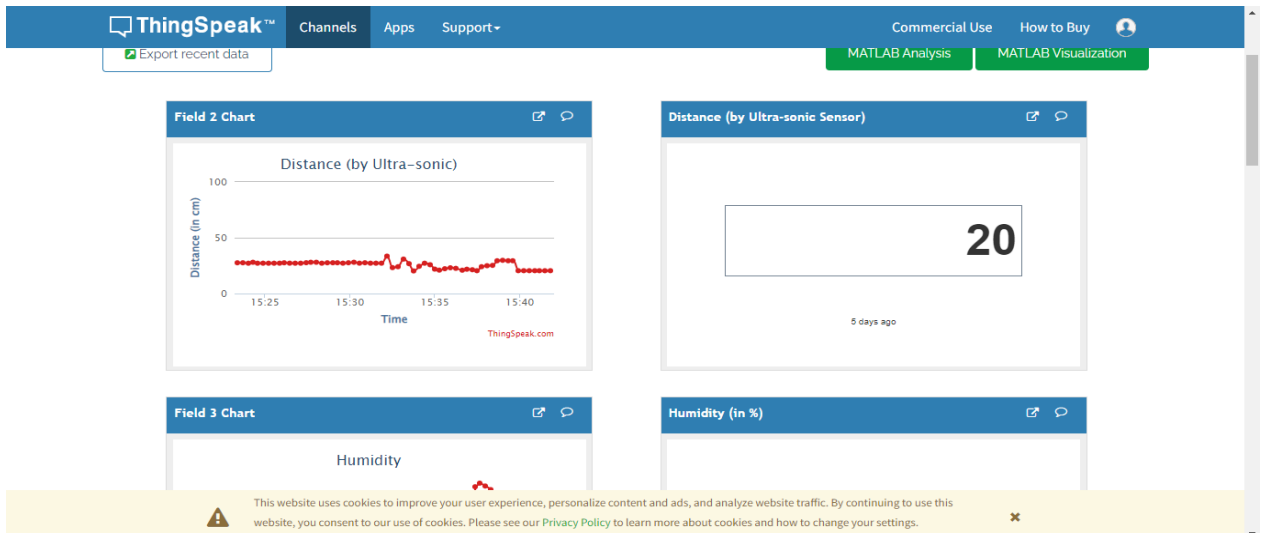 ThingSpeak™ Channels Apps Support Commercial Use How to Buy
Export recent data MATLAB Analysis MATLAB Visualization
Field 2 Chart
Distance (by Ultra-sonic)
Distance (in cm)
100
50
0
15:25 15:30 15:35 15:40
Time
ThingSpeak.com
Distance (by Ultra-sonic Sensor)
20
5 days ago
Field 3 Chart
Humidity
Humidity (in %)
This website uses cookies to improve your user experience, personalize content and ads, and analyze website traffic. By continuing to use this
website, you consent to our use of cookies. Please see our Privacy Policy to learn more about cookies and how to change your settings.